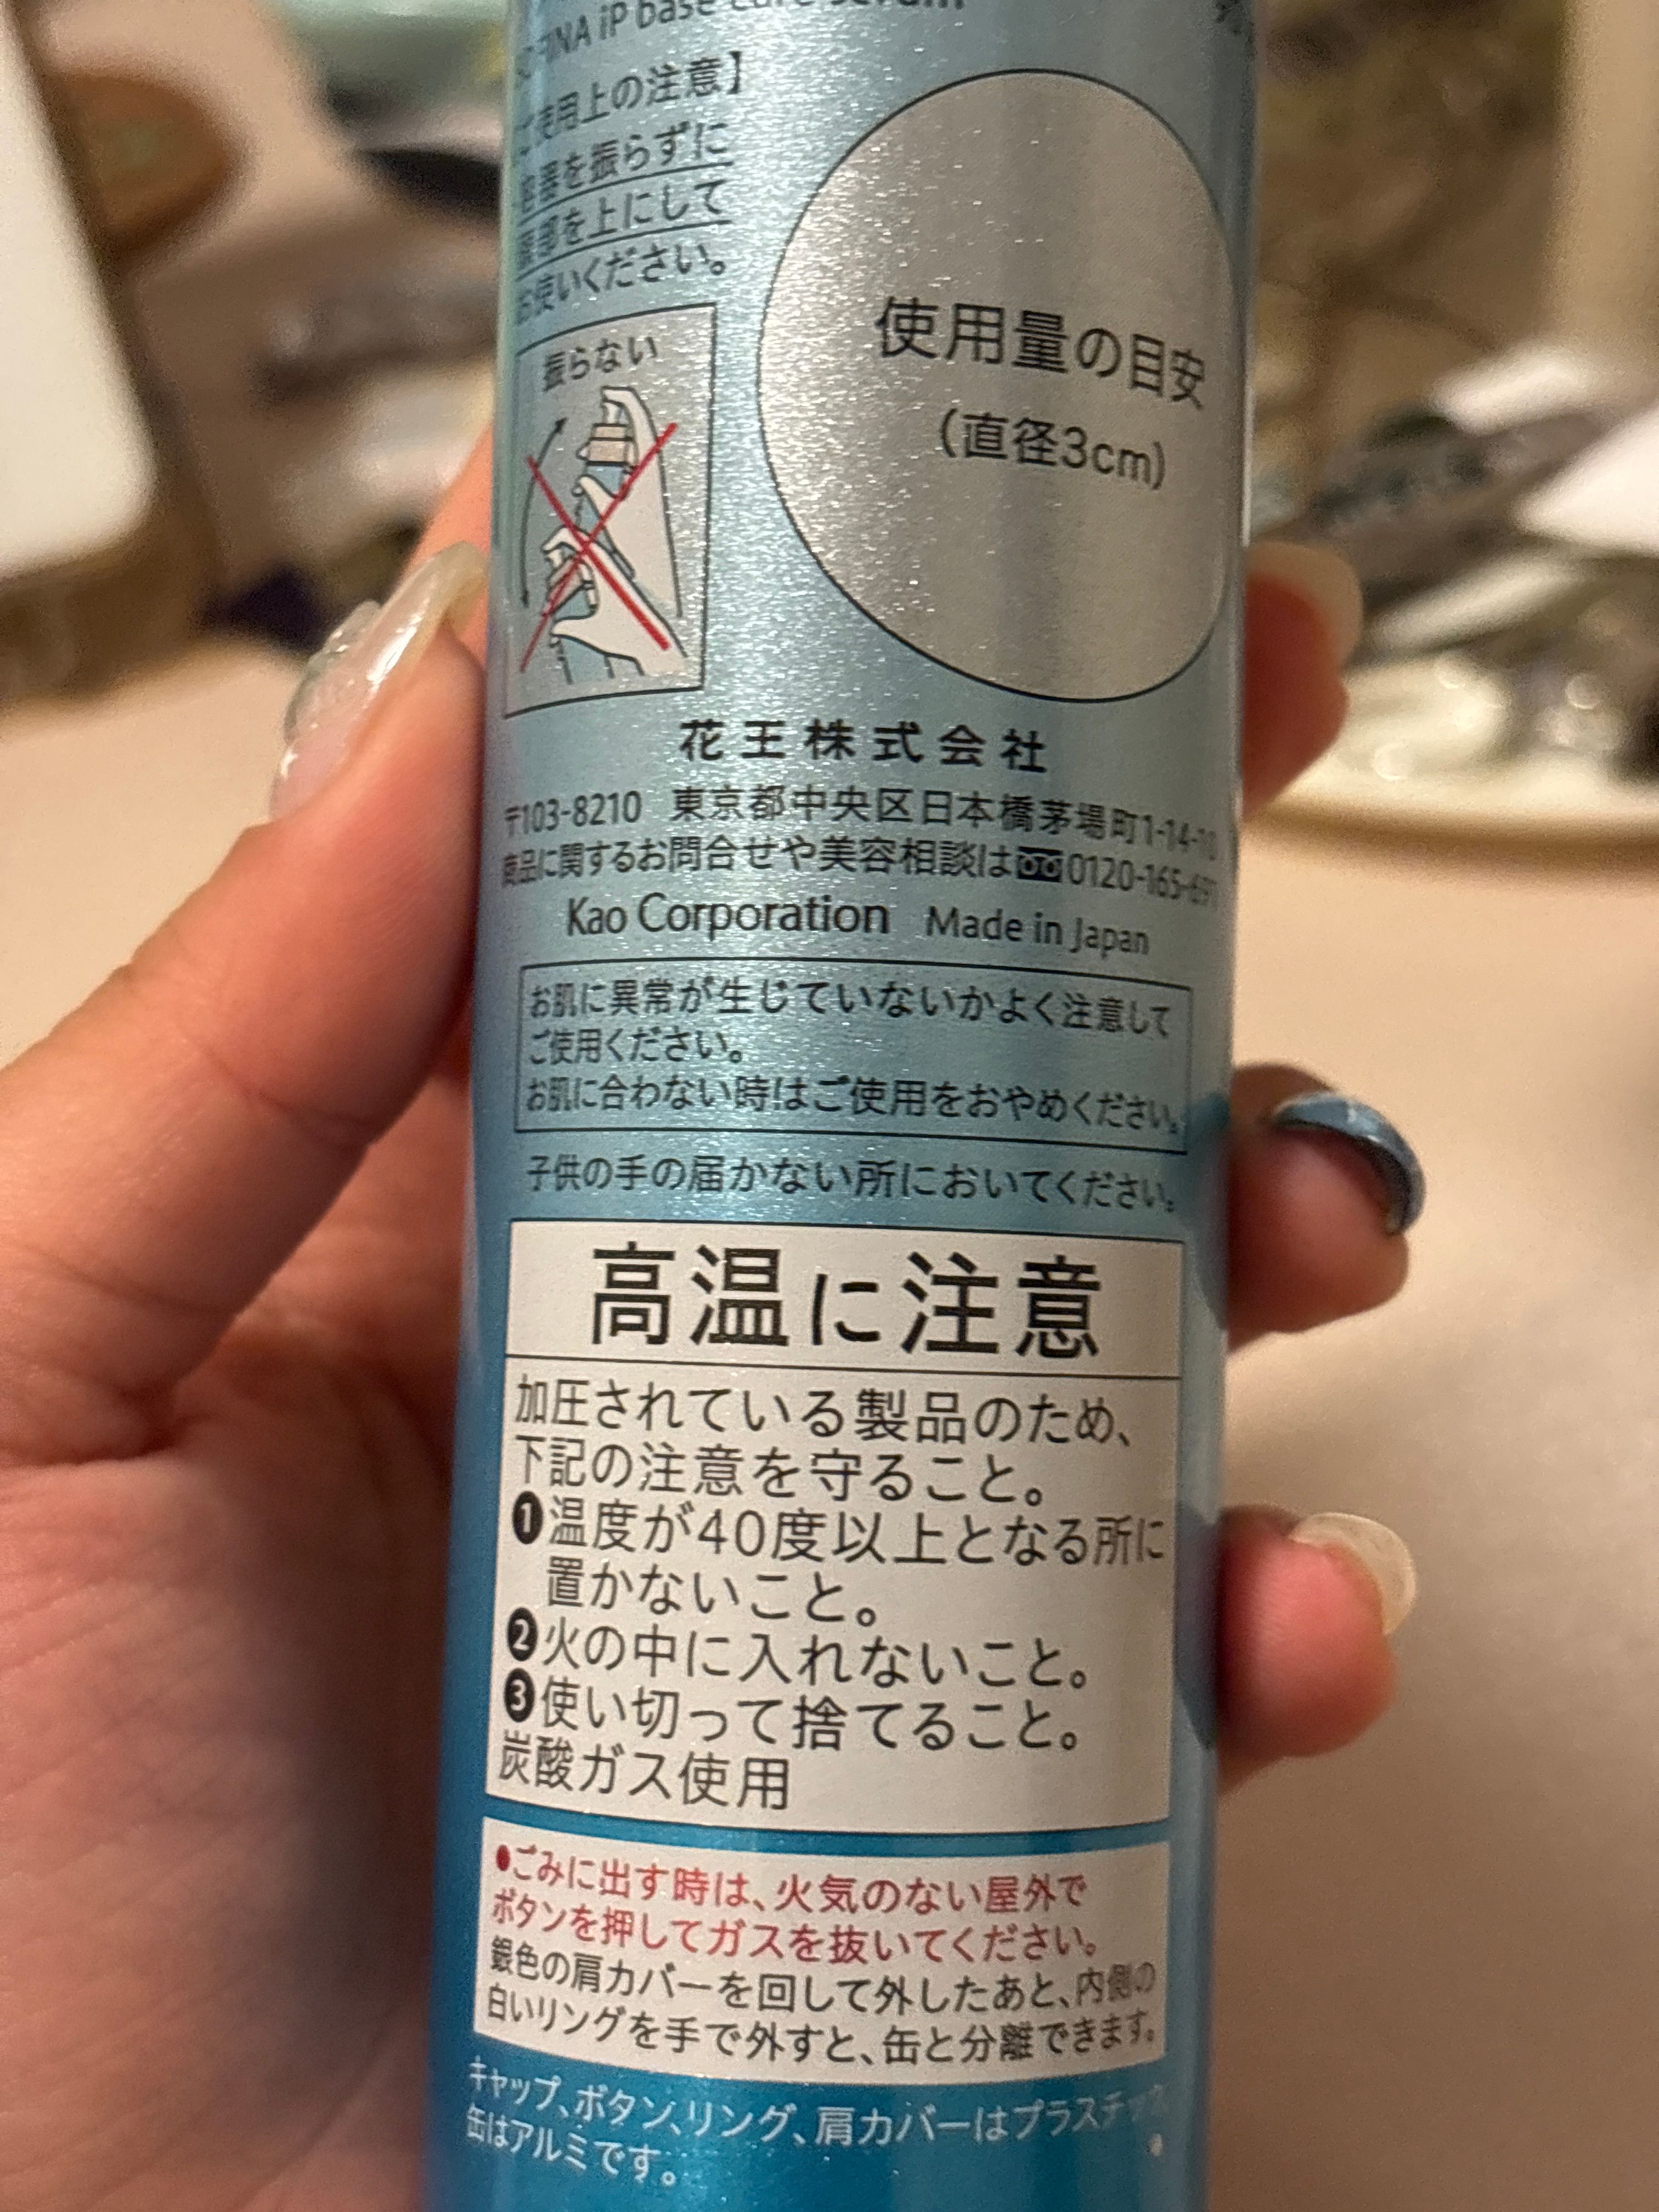 iP base care serum
使用上の注意】
容器を振らずに
頭部を上にして
お使いください。
振らない
使用量の目安
(直径3cm)
花王株式会社
〒103-8210 東京都中央区日本橋茅場町1-14-10
商品に関するお問合せや美容相談は 0120-165-691
Kao Corporation Made in Japan
お肌に異常が生じていないかよく注意して
ご使用ください。
お肌に合わない時はご使用をおやめください。
子供の手の届かない所においてください。
高温に注意
加圧されている製品のため、
下記の注意を守ること。
❶温度が40度以上となる所に
置かないこと。
❷火の中に入れないこと。
❸使い切って捨てること。
炭酸ガス使用
●ごみに出す時は、火気のない屋外で
ボタンを押してガスを抜いてください。
銀色の肩カバーを回して外したあと、内側の
白いリングを手で外すと、缶と分離できます。
キャップ、ボタン、リング、肩カバーはプラスチック
缶はアルミです。